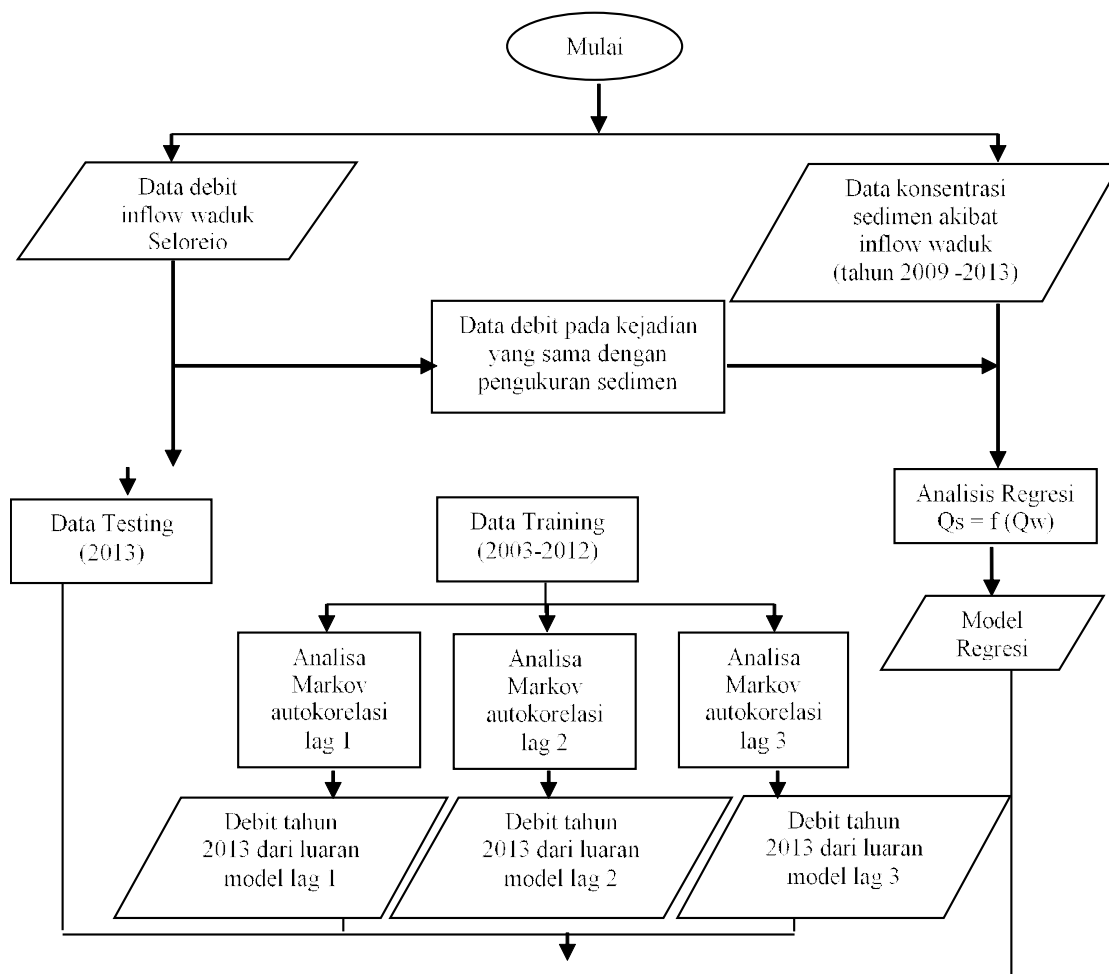 Mulai
Data debit
inflow waduk
Seloreio
Data konsentrasi
sedimen akibat
inflow waduk
(tahun 2009 -2013)
Data debit pada kejadian
yang sama dengan
pengukuran sedimen
Data Testing
(2013)
Data Training
(2003-2012)
Analisis Regresi
Qs = f (Qw)
Model
Regresi
Analisa
Markov
autokorelasi
lag 1
Analisa
Markov
autokorelasi
lag 2
Analisa
Markov
autokorelasi
lag 3
Debit tahun
2013 dari luaran
model lag 1
Debit tahun
2013 dari luaran
model lag 2
Debit tahun
2013 dari luaran
model lag 3